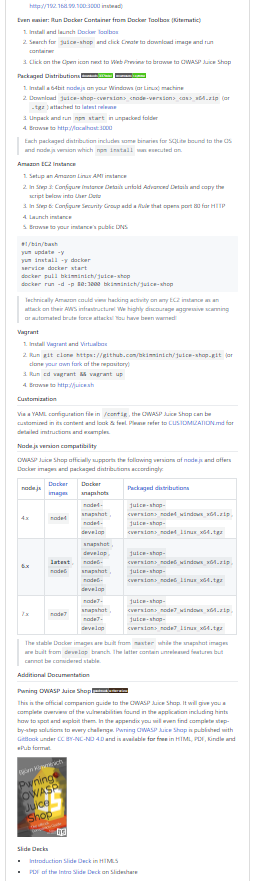 http://192.168.99.100:3000 instead)
Even easier: Run Docker Container from Docker Toolbox (Kitematic)
1. Install and launch Docker Toolbox
2. Search for juice-shop and click Create to download image and run
container
3. Click on the Open icon next to Web Preview to browse to OWASP Juice Shop
Packaged Distributions
1. Install a 64bit node.js on your Windows (or Linux) machine
2. Download juice-shop-<version>_<node-version>_<os>_x64.zip (or
.tgz ) attached to latest release
3. Unpack and run npm start in unpacked folder
4. Browse to http://localhost:3000
Each packaged distribution includes some binaries for SQLite bound to the OS
and node.js version which npm install was executed on.
Amazon EC2 Instance
1. Setup an Amazon Linux AMI instance
2. In Step 3: Configure Instance Details unfold Advanced Details and copy the
script below into User Data
3. In Step 6: Configure Security Group add a Rule that opens port 80 for HTTP
4. Launch instance
5. Browse to your instance's public DNS
#!/bin/bash
yum update -y
yum install -y docker
service docker start
docker pull bkimminich/juice-shop
docker run -d -p 80:3000 bkimminich/juice-shop
Technically Amazon could view hacking activity on any EC2 instance as an
attack on their AWS infrastructure! We highly discourage aggressive scanning
or automated brute force attacks! You have been warned!
Vagrant
1. Install Vagrant and Virtualbox
2. Run git clone https://github.com/bkimminich/juice-shop.git (or
clone your own fork of the repository)
3. Run cd vagrant && vagrant up
4. Browse to http://juice.sh
Customization
Via a YAML configuration file in /config , the OWASP Juice Shop can be
customized in its content and look & feel. Please refer to CUSTOMIZATION.md for
detailed instructions and examples.
Node.js version compatibility
OWASP Juice Shop officially supports the following versions of node.js and offers
Docker images and packaged distributions accordingly:
node.js Docker images Docker snapshots Packaged distributions
4.x node4 node4-snapshot, node4-develop juice-shop-<version>_node4_windows_x64.zip, juice-shop-<version>_node4_linux_x64.tgz
6.x latest, node6 snapshot, develop, node6-snapshot, node6-develop juice-shop-<version>_node6_windows_x64.zip, juice-shop-<version>_node6_linux_x64.tgz
7.x node7 node7-snapshot, node7-develop juice-shop-<version>_node7_windows_x64.zip, juice-shop-<version>_node7_linux_x64.tgz
The stable Docker images are built from master while the snapshot images
are built from develop branch. The latter contain unreleased features but
cannot be considered stable.
Additional Documentation
Pwning OWASP Juice Shop
This is the official companion guide to the OWASP Juice Shop. It will give you a
complete overview of the vulnerabilities found in the application including hints
how to spot and exploit them. In the appendix you will even find complete step-
by-step solutions to every challenge. Pwning OWASP Juice Shop is published with
GitBook under CC BY-NC-ND 4.0 and is available for free in HTML, PDF, Kindle and
ePub format.
Björn Kimminich
Pwning
OWASP
Juice
Shop
Slide Decks
• Introduction Slide Deck in HTML5
• PDF of the Intro Slide Deck on Slideshare